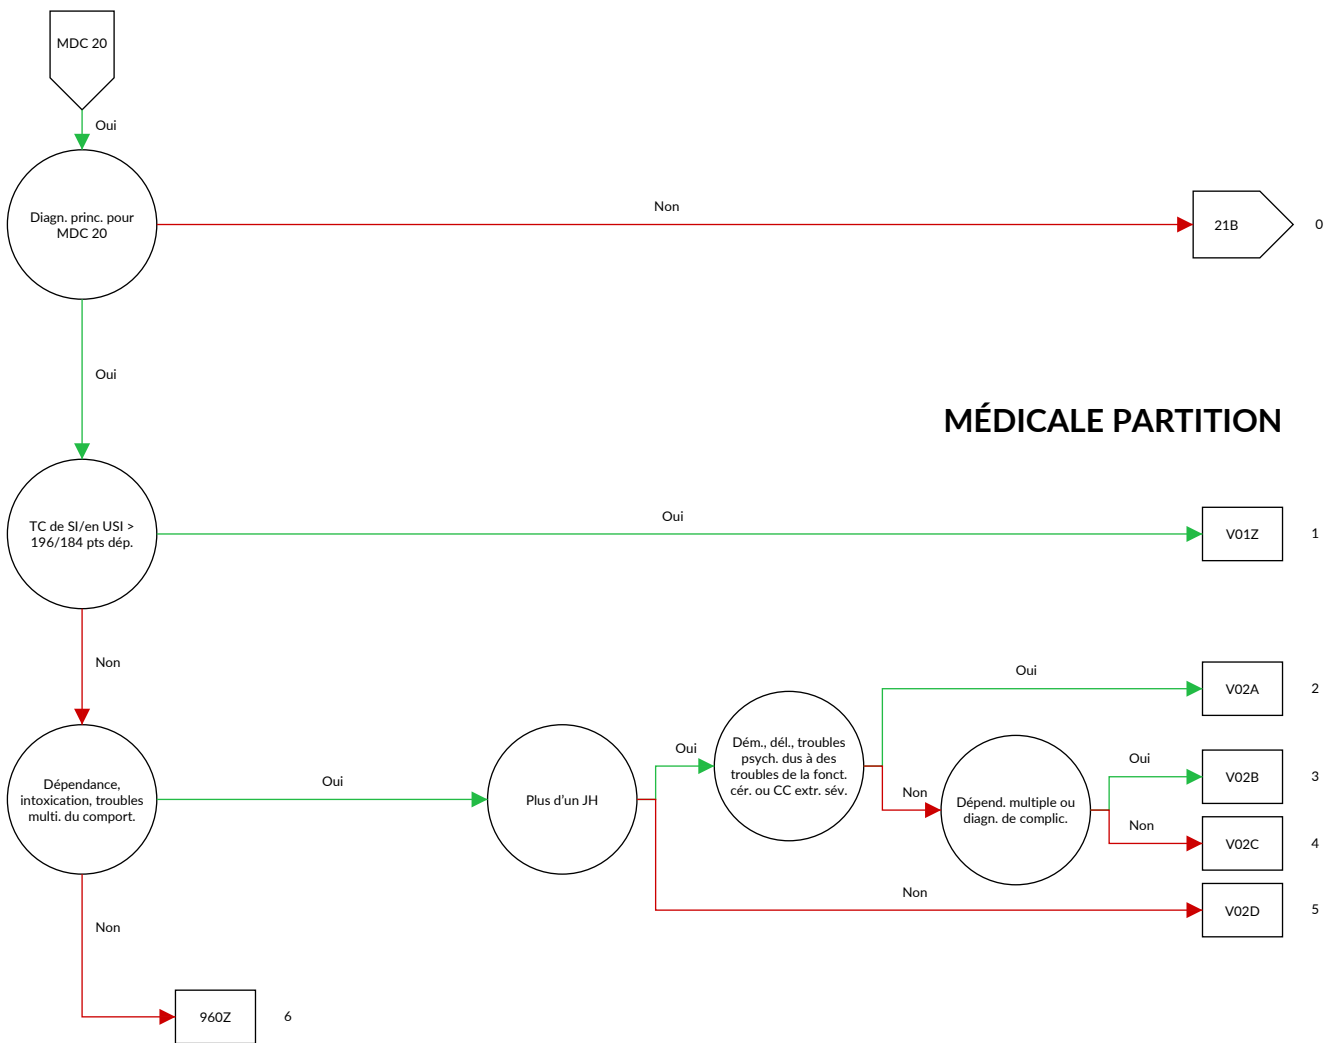 MDC 20
Oui
Diagn. princ. pour
MDC 20
Non
21B
0
Oui
MÉDICALE PARTITION
TC de SI/en USI >
196/184 pts dép.
Oui
V01Z
1
Non
Dépendance,
intoxication, troubles
multi. du comport.
Oui
Plus d'un JH
Oui
Dém., dél., troubles
psych. dus à des
troubles de la fonct.
cér. ou CC extr. sév.
Oui
V02A
2
Non
Dépend. multiple ou
diagn. de complic.
Oui
V02B
3
Non
V02C
4
Non
V02D
5
Non
960Z
6